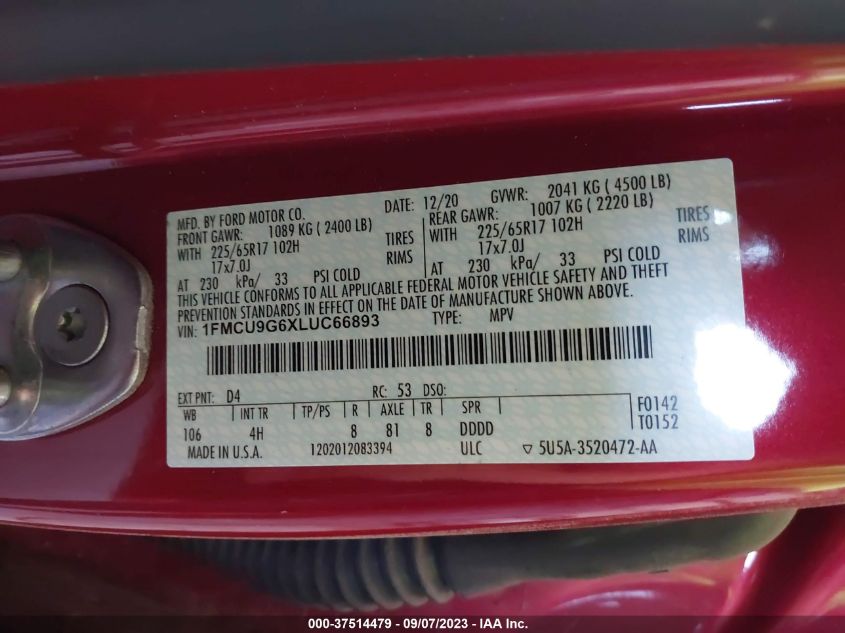 MFD. BY FORD MOTOR CO. DATE: 12/20 GVWR: 2041 KG ( 4500 LB)
FRONT GAWR: 1089 KG ( 2400 LB) REAR GAWR: 1007 KG ( 2220 LB)
WITH 225/65R17 102H TIRES WITH 225/65R17 102H TIRES
17x7.0J RIMS 17x7.0J RIMS
AT 230 kPa/ 33 PSI COLD AT 230 kPa/ 33 PSI COLD
THIS VEHICLE CONFORMS TO ALL APPLICABLE FEDERAL MOTOR VEHICLE SAFETY AND THEFT
PREVENTION STANDARDS IN EFFECT ON THE DATE OF MANUFACTURE SHOWN ABOVE.
VIN: 1FMCU9G6XLUC66893 TYPE: MPV
EXT PNT: D4 RC: 53 DSO:
WB INT TR TP/PS R AXLE TR SPR F0142
106 4H 8 81 8 DDDD T0152
MADE IN U.S.A. 1202012083394 ULC ▽ 5U5A-3520472-AA
000-37514479 - 09/07/2023 - IAA Inc.